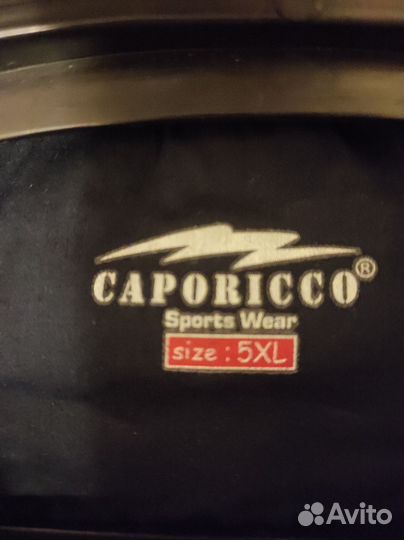 CAPORICCO®
Sports Wear
size : 5XL
Avito